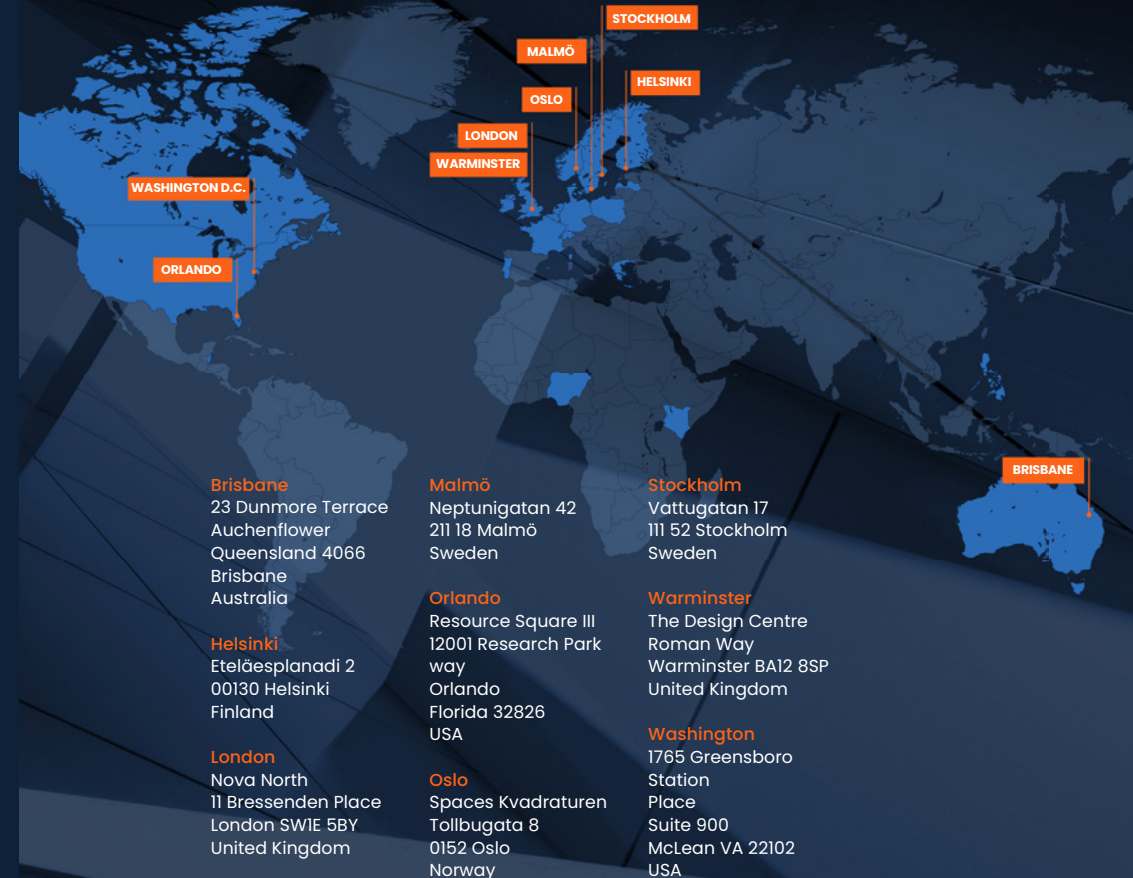 STOCKHOLM
MALMÖ
HELSINKI
OSLO
LONDON
WARMINSTER
WASHINGTON D.C.
ORLANDO
BRISBANE
Brisbane
23 Dunmore Terrace
Auchenflower
Queensland 4066
Brisbane
Australia
Helsinki
Eteläesplanadi 2
00130 Helsinki
Finland
London
Nova North
11 Bressenden Place
London SW1E 5BY
United Kingdom
Malmö
Neptunigatan 42
211 18 Malmö
Sweden
Orlando
Resource Square III
12001 Research Park
way
Orlando
Florida 32826
USA
Oslo
Spaces Kvadraturen
Tollbugata 8
0152 Oslo
Norway
Stockholm
Vattugatan 17
111 52 Stockholm
Sweden
Warminster
The Design Centre
Roman Way
Warminster BA12 8SP
United Kingdom
Washington
1765 Greensboro
Station
Place
Suite 900
McLean VA 22102
USA